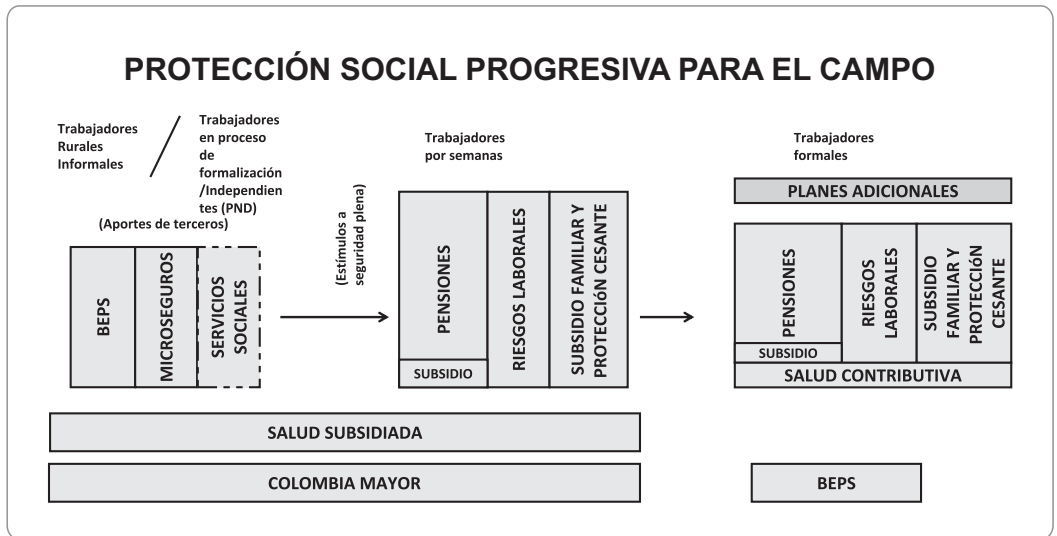 PROTECCIÓN SOCIAL PROGRESIVA PARA EL CAMPO
Trabajadores
Rurales
Informales
Trabajadores
en proceso
de
formalización
/Independien
tes (PND)
(Aportes de terceros)
BEPS
MICROSEGUROS
SERVICIOS
SOCIALES
(Estímulos a
seguridad plena)
Trabajadores
por semanas
PENSIONES
SUBSIDIO
RIESGOS LABORALES
SUBSIDIO FAMILIAR Y
PROTECCIÓN CESANTE
Trabajadores
formales
PLANES ADICIONALES
PENSIONES
SUBSIDIO
RIESGOS
LABORALES
SUBSIDIO
FAMILIAR Y
PROTECCIÓN
CESANTE
SALUD CONTRIBUTIVA
SALUD SUBSIDIADA
COLOMBIA MAYOR
BEPS